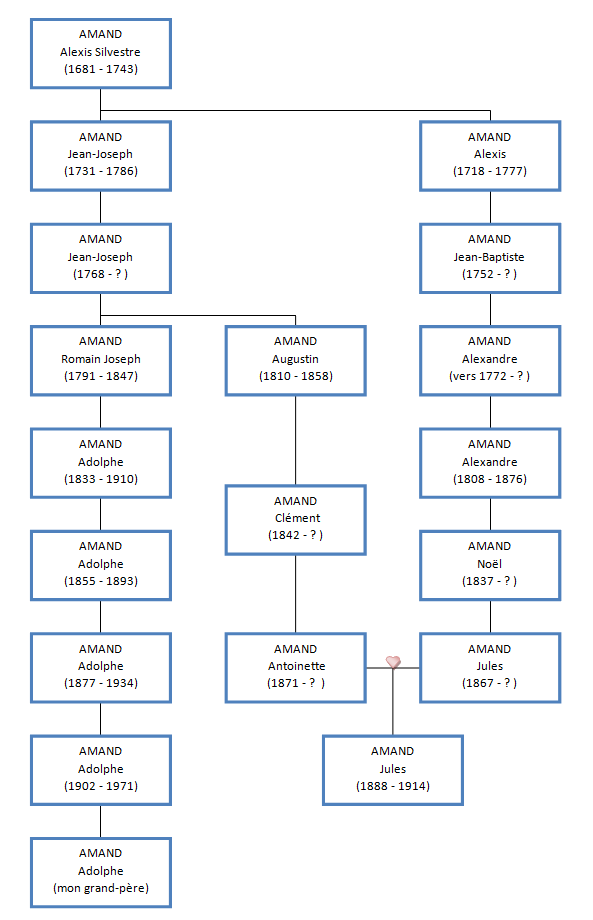 AMAND
Alexis Silvestre
(1681 - 1743)
AMAND
Jean-Joseph
(1731 - 1786)
AMAND
Alexis
(1718 - 1777)
AMAND
Jean-Joseph
(1768 - ? )
AMAND
Jean-Baptiste
(1752 - ? )
AMAND
Romain Joseph
(1791 - 1847)
AMAND
Augustin
(1810 - 1858)
AMAND
Alexandre
(vers 1772 - ? )
AMAND
Adolphe
(1833 - 1910)
AMAND
Alexandre
(1808 - 1876)
AMAND
Clément
(1842 - ? )
AMAND
Adolphe
(1855 - 1893)
AMAND
Noël
(1837 - ? )
AMAND
Adolphe
(1877 - 1934)
AMAND
Antoinette
(1871 - ? )
AMAND
Jules
(1867 - ? )
AMAND
Adolphe
(1902 - 1971)
AMAND
Jules
(1888 - 1914)
AMAND
Adolphe
(mon grand-père)